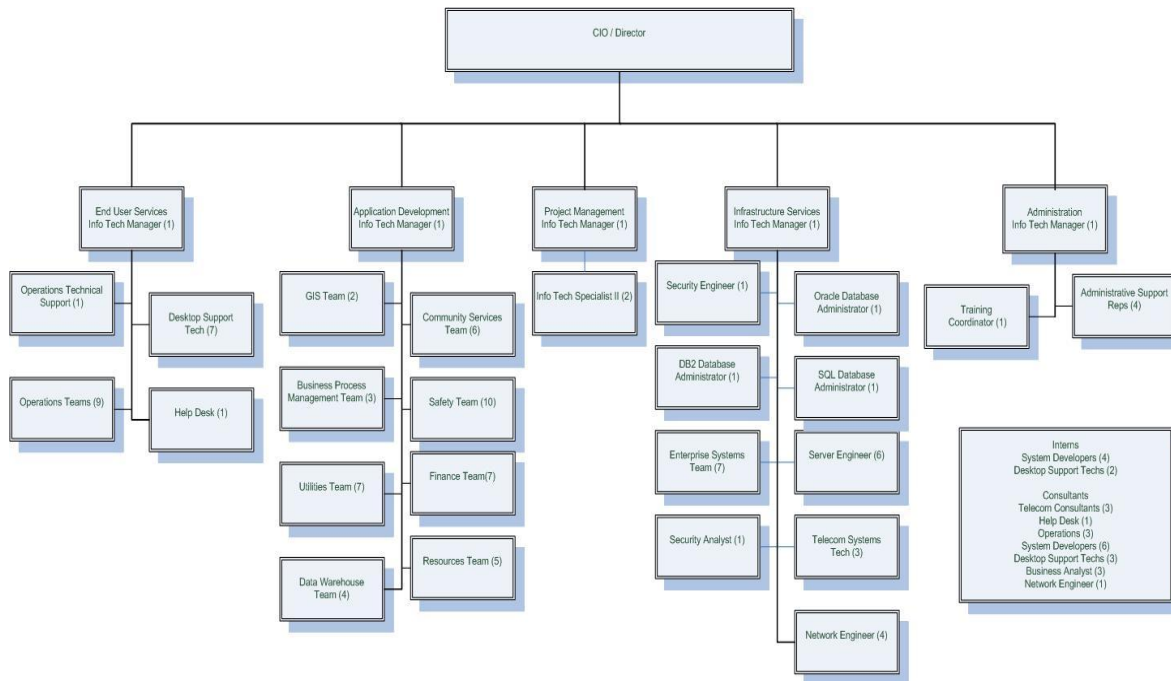 CIO / Director
End User Services
Info Tech Manager (1)
Application Development
Info Tech Manager (1)
Project Management
Info Tech Manager (1)
Infrastructure Services
Info Tech Manager (1)
Administration
Info Tech Manager (1)
Operations Technical
Support (1)
Desktop Support
Tech (7)
Operations Teams (9)
Help Desk (1)
GIS Team (2)
Community Services
Team (6)
Business Process
Management Team (3)
Safety Team (10)
Utilities Team (7)
Finance Team(7)
Data Warehouse
Team (4)
Resources Team (5)
Info Tech Specialist II (2)
Security Engineer (1)
Oracle Database
Administrator (1)
DB2 Database
Administrator (1)
SQL Database
Administrator (1)
Enterprise Systems
Team (7)
Server Engineer (6)
Security Analyst (1)
Telecom Systems
Tech (3)
Network Engineer (4)
Training
Coordinator (1)
Administrative Support
Reps (4)
Interns
System Developers (4)
Desktop Support Techs (2)
Consultants
Telecom Consultants (3)
Help Desk (1)
Operations (3)
System Developers (6)
Desktop Support Techs (3)
Business Analyst (3)
Network Engineer (1)